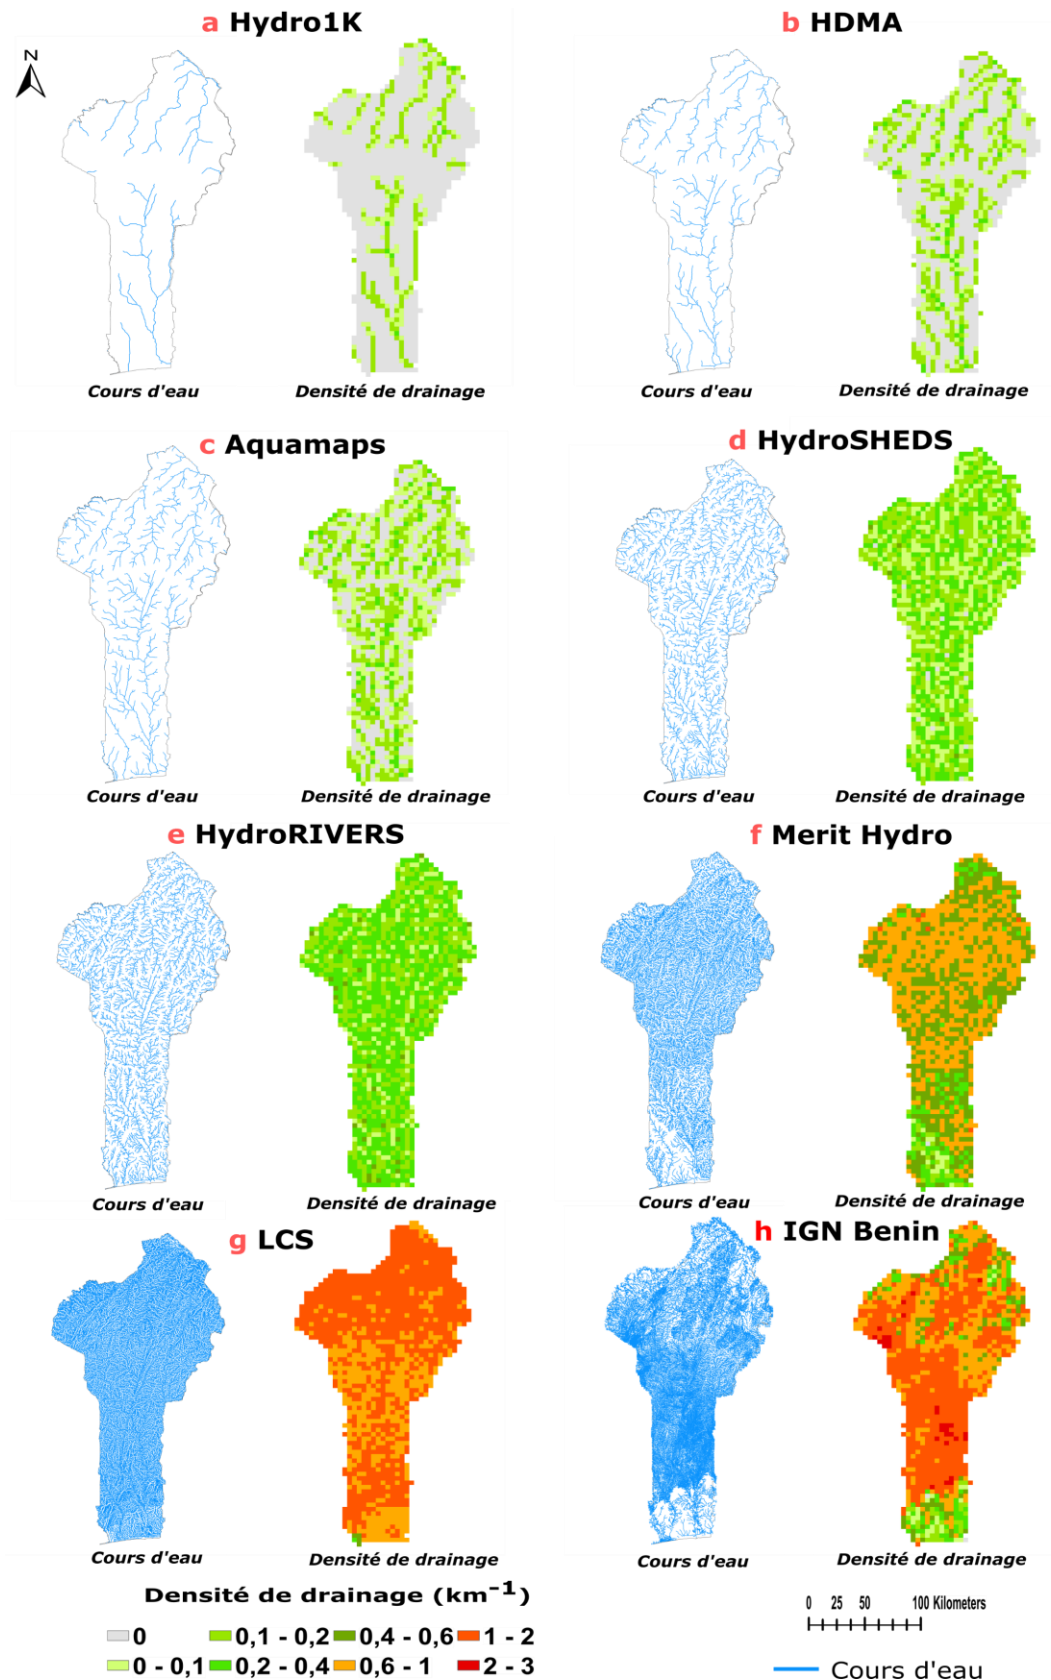 a Hydro1K
b HDMA
N
Cours d'eau
Densité de drainage
Cours d'eau
Densité de drainage
c Aquamaps
d HydroSHEDS
Cours d'eau
Densité de drainage
Cours d'eau
Densité de drainage
e HydroRIVERS
f Merit Hydro
Cours d'eau
Densité de drainage
Cours d'eau
Densité de drainage
g LCS
h IGN Benin
Cours d'eau
Densité de drainage
Cours d'eau
Densité de drainage
Densité de drainage (km⁻¹)
0
0,1 - 0,2
0,4 - 0,6
1 - 2
0 - 0,1
0,2 - 0,4
0,6 - 1
2 - 3
0 25 50 100 Kilometers
Cours d'eau